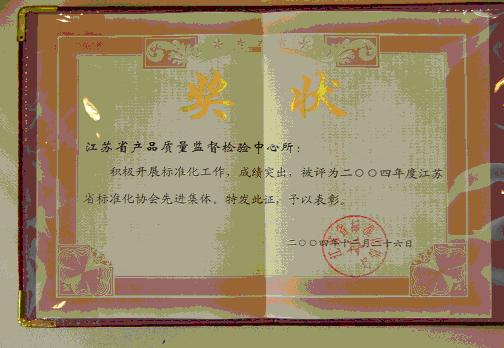 奖状
江苏省产品质量监督检验中心所：
积极开展标准化工作，成绩突出，被评为二〇〇四年度江苏
省标准化协会先进集体。特发此证，予以表彰。
二〇〇四年十二月二十六日